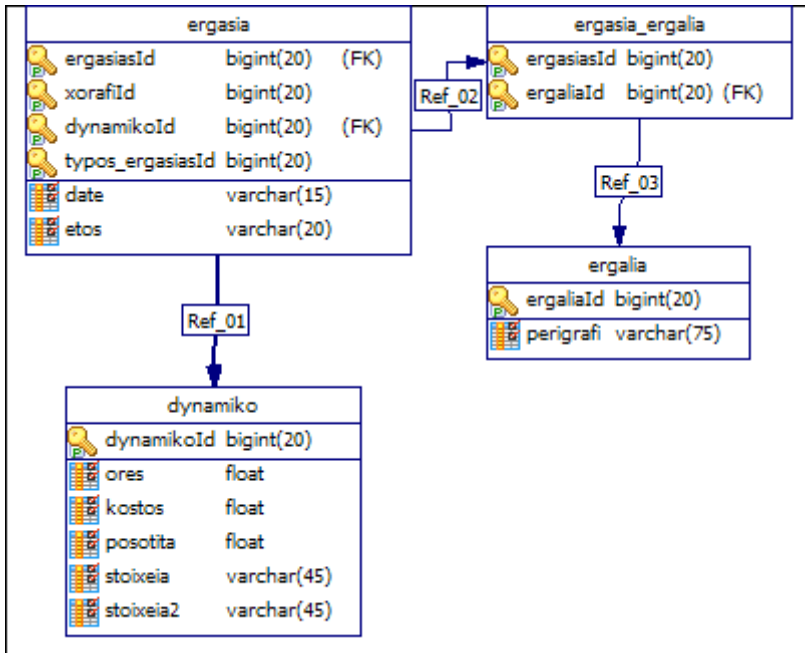 ergasia
ergasiasId bigint(20) (FK)
xorafiId bigint(20)
dynamikoId bigint(20) (FK)
typos_ergasiasId bigint(20)
date varchar(15)
etos varchar(20)
Ref_02
ergasia_ergalia
ergasiasId bigint(20)
ergaliaId bigint(20) (FK)
Ref_03
ergalia
ergaliaId bigint(20)
perigrafi varchar(75)
Ref_01
dynamiko
dynamikoId bigint(20)
ores float
kostos float
posotita float
stoixeia varchar(45)
stoixeia2 varchar(45)